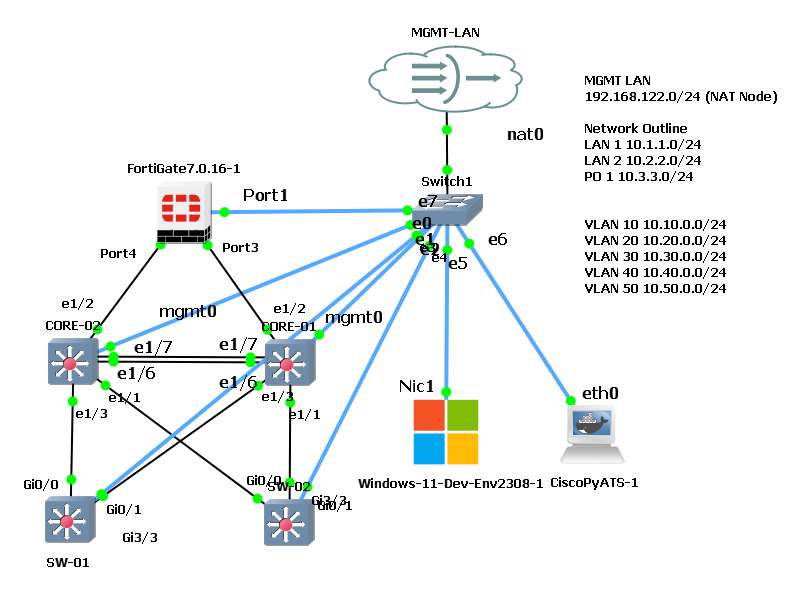 MGMT-LAN
MGMT LAN
192.168.122.0/24 (NAT Node)
nat0
Network Outline
LAN 1 10.1.1.0/24
LAN 2 10.2.2.0/24
PO 1 10.3.3.0/24
FortiGate7.0.16-1
Switch1
Port1
e7
e0
e1
e6
e4
e5
VLAN 10 10.10.0.0/24
VLAN 20 10.20.0.0/24
VLAN 30 10.30.0.0/24
VLAN 40 10.40.0.0/24
VLAN 50 10.50.0.0/24
Port4
Port3
e1/2
mgmt0
e1/2
CORE-02
CORE-01
mgmt0
e1/7
e1/7
e1/6
e1/6
e1/1
e1/3
e1/3
e1/1
Nic1
eth0
Gi0/0
Gi0/0
SW-02
Windows-11-Dev-Env2308-1
CiscoPyATS-1
Gi0/1
Gi3/3
Gi0/1
Gi3/3
SW-01